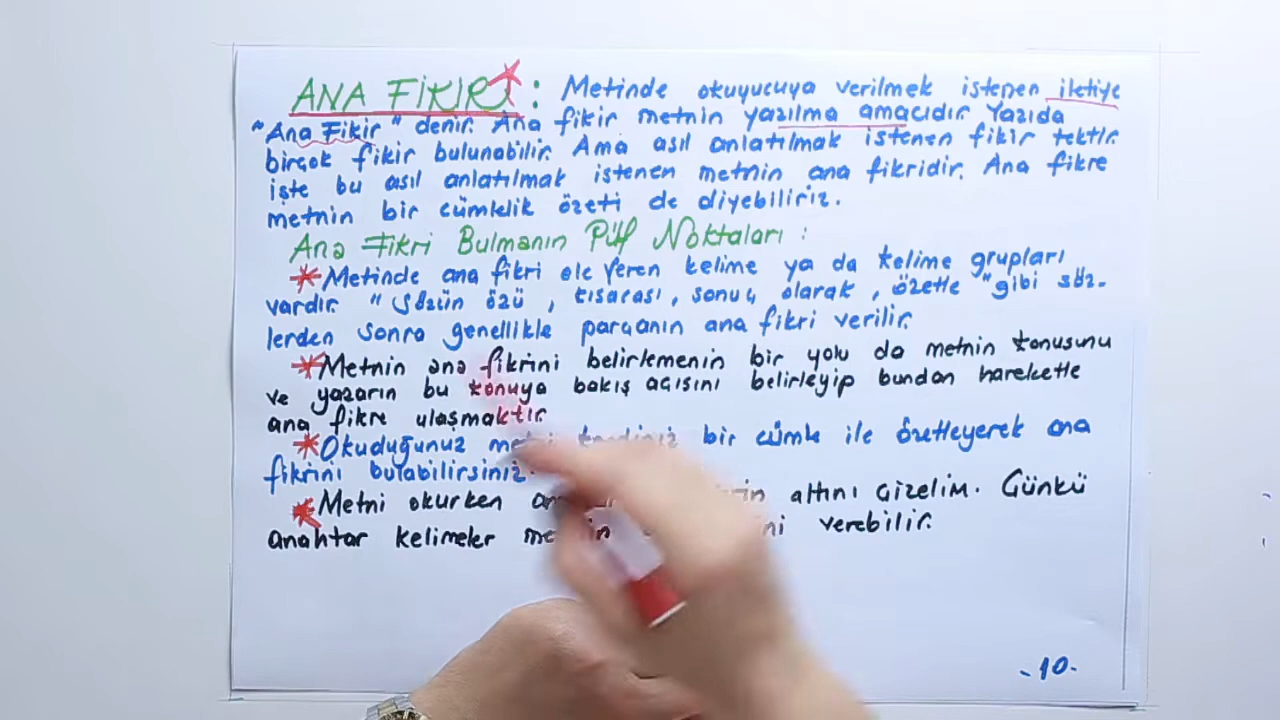 ANA FİKİR: Metinde okuyucuya verilmek istenen iletiye
"Ana Fikir" denir. Ana fikir metnin yazılma amacıdır. Yazıda
birçok fikir bulunabilir. Ama asıl anlatılmak istenen fikir tektir.
işte bu asıl anlatılmak istenen metnin ana fikridir. Ana fikre
metnin bir cümlelik özeti de diyebiliriz.
Ana Fikri Bulmanın Püf Noktaları:
* Metinde ana fikri ele veren kelime ya da kelime grupları
vardır. "Sözün özü, kısacası, sonuç olarak, özetle" gibi söz-
lerden sonra genellikle parçanın ana fikri verilir.
* Metnin ana fikrini belirlemenin bir yolu da metnin konusunu
ve yazarın bu konuya bakış açısını belirleyip bundan hareketle
ana fikre ulaşmaktır.
* Okuduğunuz bir cümle ile özetleyerek ana
fikrini bulabilirsiniz.
* Metni okurken altını çizelim. Çünkü
anahtar kelimeler verebilir.
-10-